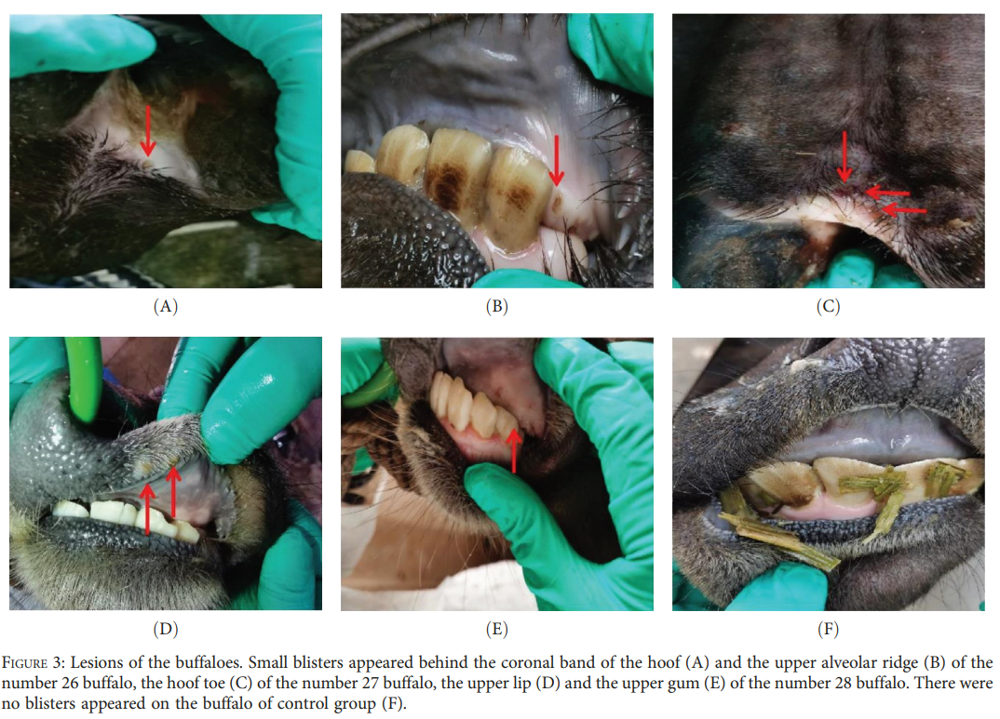 (A)
(B)
(C)
(D)
(E)
(F)
FIGURE 3: Lesions of the buffaloes. Small blisters appeared behind the coronal band of the hoof (A) and the upper alveolar ridge (B) of the
number 26 buffalo, the hoof toe (C) of the number 27 buffalo, the upper lip (D) and the upper gum (E) of the number 28 buffalo. There were
no blisters appeared on the buffalo of control group (F).